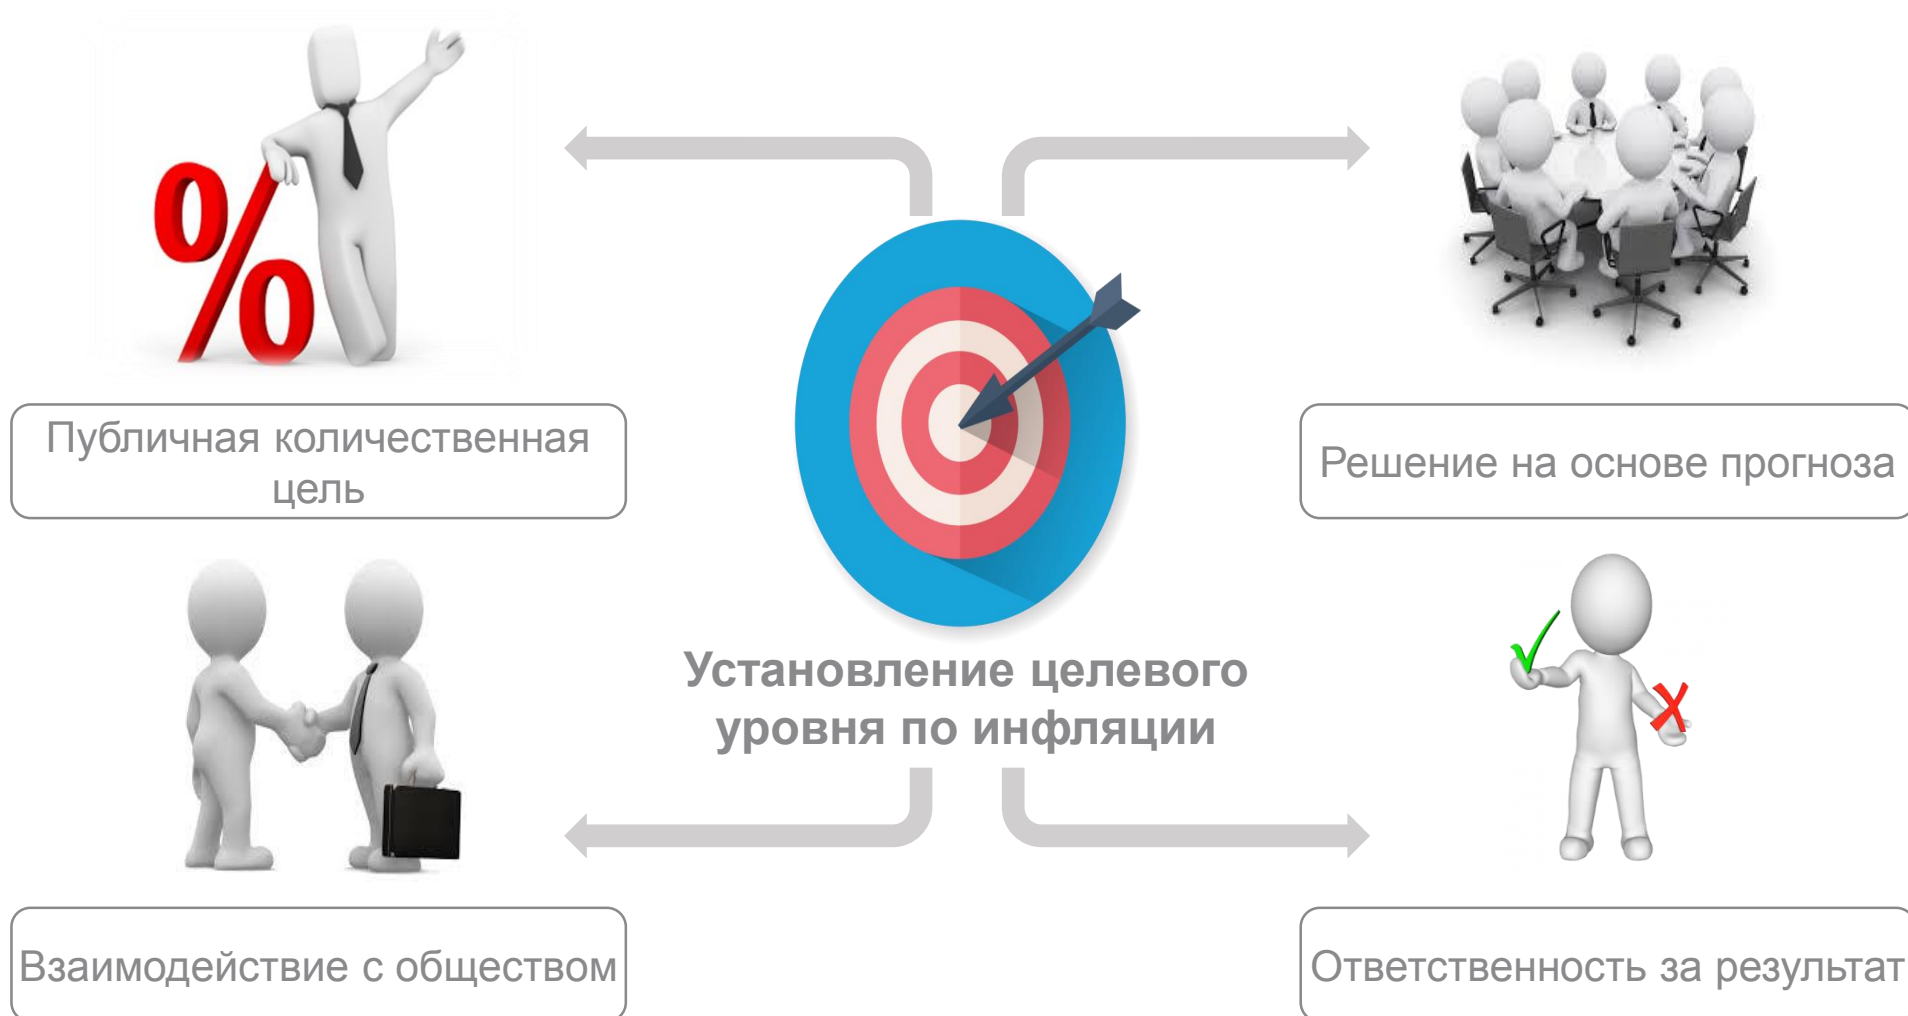 %
Публичная количественная
цель
Решение на основе прогноза
Установление целевого
уровня по инфляции
Взаимодействие с обществом
Ответственность за результат